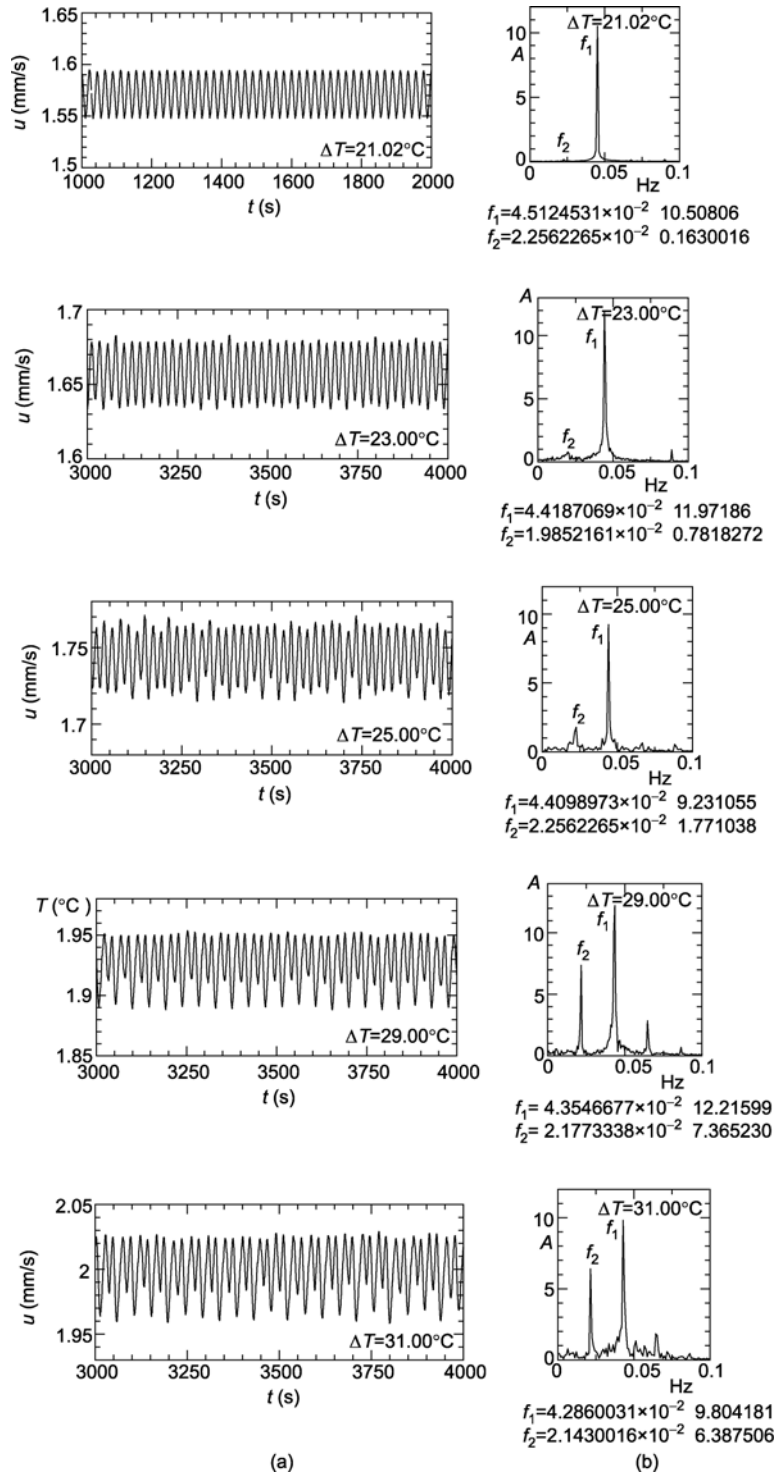 u (mm/s)
1.65
1.6
1.57
1.55
1.5
ΔT=21.02°C
1000 1200 1400 1600 1800 2000
t (s)
A
10
5
0
ΔT=21.02°C
f1
f2
0 0.05 0.1
Hz
f1=4.5124531×10−2 10.50806
f2=2.2562265×10−2 0.1630016
u (mm/s)
1.7
1.65
1.6
ΔT=23.00°C
3000 3250 3500 3750 4000
t (s)
A
10
5
0
ΔT=23.00°C
f1
f2
0 0.05 0.1
Hz
f1=4.4187069×10−2 11.97186
f2=1.9852161×10−2 0.7818272
u (mm/s)
1.75
1.7
ΔT=25.00°C
3000 3250 3500 3750 4000
t (s)
10
A
5
0
ΔT=25.00°C
f1
f2
0 0.05 0.1
Hz
f1=4.4098973×10−2 9.231055
f2=2.2562265×10−2 1.771038
T (°C)
1.95
1.9
1.85
ΔT=29.00°C
3000 3250 3500 3750 4000
t (s)
A
10
5
0
ΔT=29.00°C
f1
f2
0 0.05 0.1
Hz
f1= 4.3546677×10−2 12.21599
f2= 2.1773338×10−2 7.365230
u (mm/s)
2.05
2
1.95
ΔT=31.00°C
3000 3250 3500 3750 4000
t (s)
10
A
5
0
ΔT=31.00°C
f1
f2
0 0.05 0.1
Hz
f1=4.2860031×10−2 9.804181
f2=2.1430016×10−2 6.387506
(a) (b)